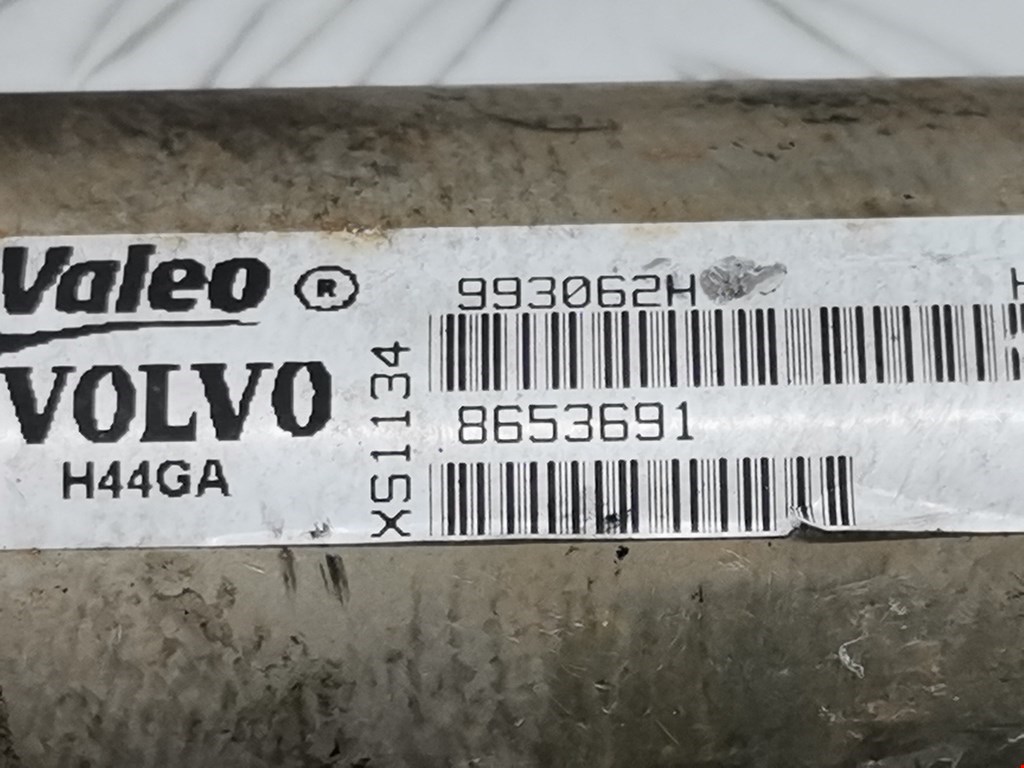 Valeo ®
VOLVO
H44GA
XS1134
993062H
8653691
H